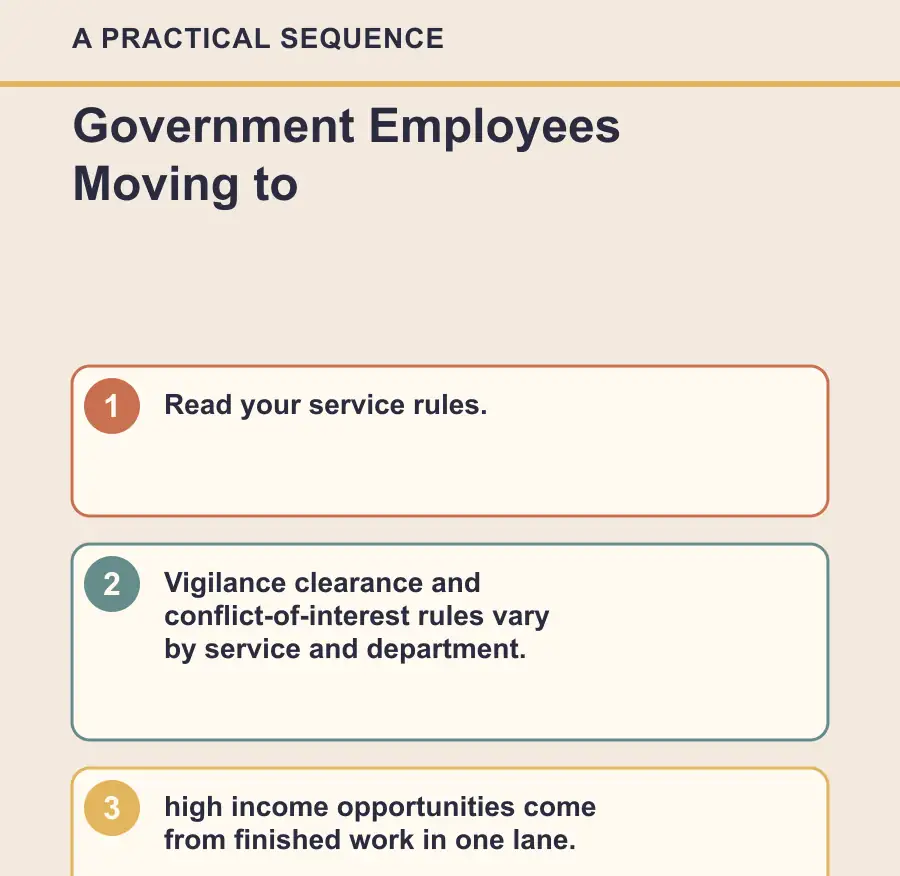 A PRACTICAL SEQUENCE
Government Employees
Moving to
1
Read your service rules.
2
Vigilance clearance and
conflict-of-interest rules vary
by service and department.
3
high income opportunities come
from finished work in one lane.